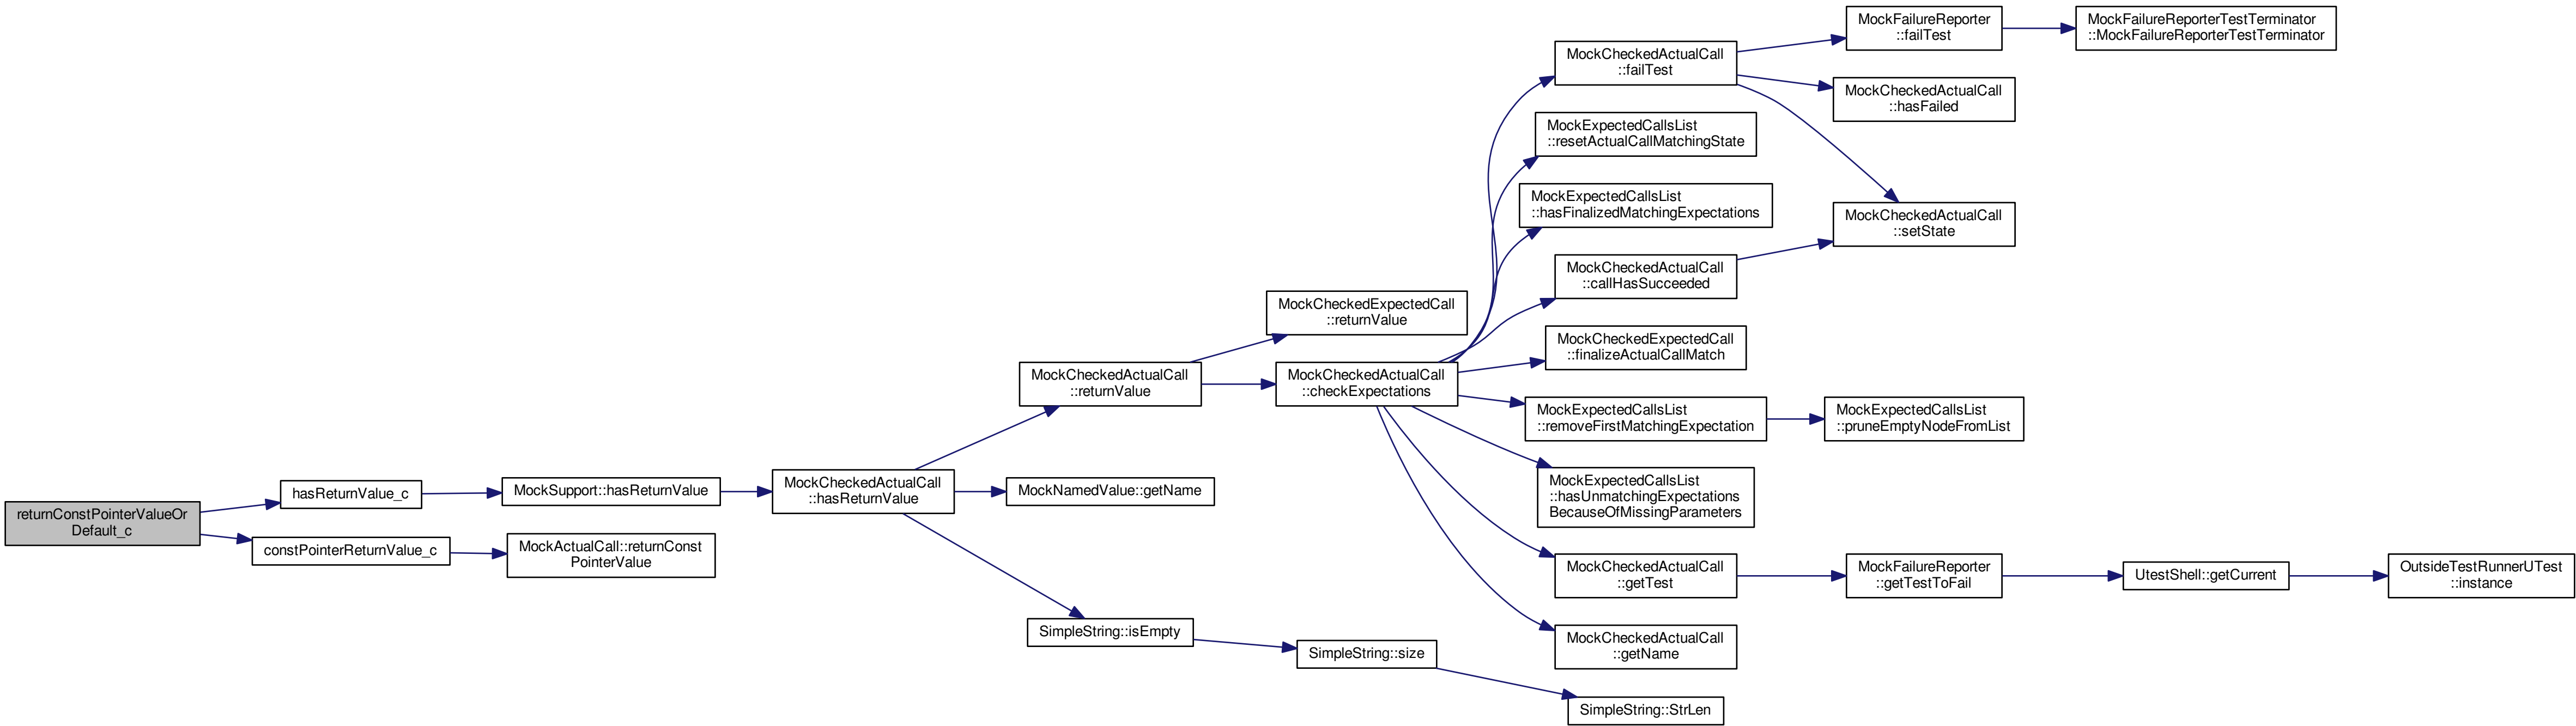 returnConstPointerValueOr
Default_c
hasReturnValue_c
constPointerReturnValue_c
MockSupport::hasReturnValue
MockActualCall::returnConst
PointerValue
MockCheckedActualCall
::hasReturnValue
MockCheckedActualCall
::returnValue
MockNamedValue::getName
SimpleString::isEmpty
MockCheckedExpectedCall
::returnValue
MockCheckedActualCall
::checkExpectations
SimpleString::size
MockCheckedActualCall
::failTest
MockExpectedCallsList
::resetActualCallMatchingState
MockExpectedCallsList
::hasFinalizedMatchingExpectations
MockCheckedActualCall
::callHasSucceeded
MockCheckedExpectedCall
::finalizeActualCallMatch
MockExpectedCallsList
::removeFirstMatchingExpectation
MockExpectedCallsList
::hasUnmatchingExpectations
BecauseOfMissingParameters
MockCheckedActualCall
::getTest
MockCheckedActualCall
::getName
SimpleString::StrLen
MockFailureReporter
::failTest
MockCheckedActualCall
::hasFailed
MockCheckedActualCall
::setState
MockExpectedCallsList
::pruneEmptyNodeFromList
MockFailureReporter
::getTestToFail
MockFailureReporterTestTerminator
::MockFailureReporterTestTerminator
UtestShell::getCurrent
OutsideTestRunnerUTest
::instance